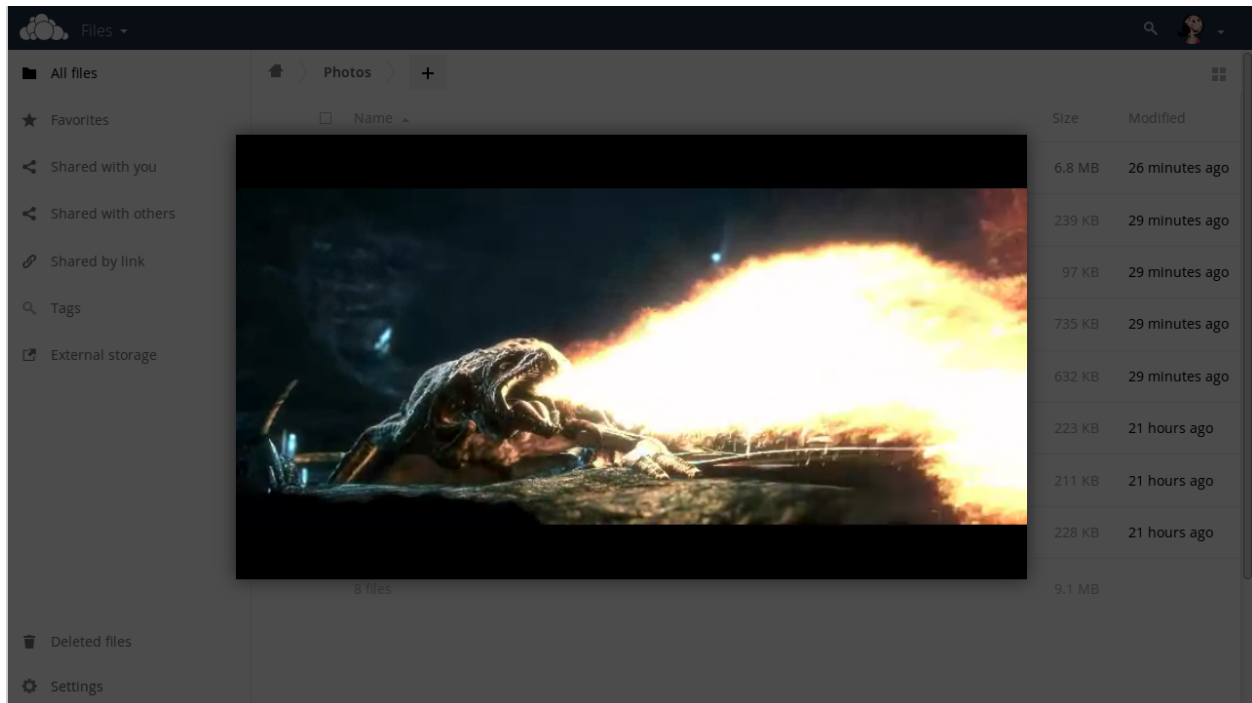 Files
All files
Favorites
Shared with you
Shared with others
Shared by link
Tags
External storage
Deleted files
Settings
Photos +
Name Size Modified
6.8 MB 26 minutes ago
239 KB 29 minutes ago
97 KB 29 minutes ago
735 KB 29 minutes ago
632 KB 29 minutes ago
223 KB 21 hours ago
211 KB 21 hours ago
228 KB 21 hours ago
8 files 9.1 MB